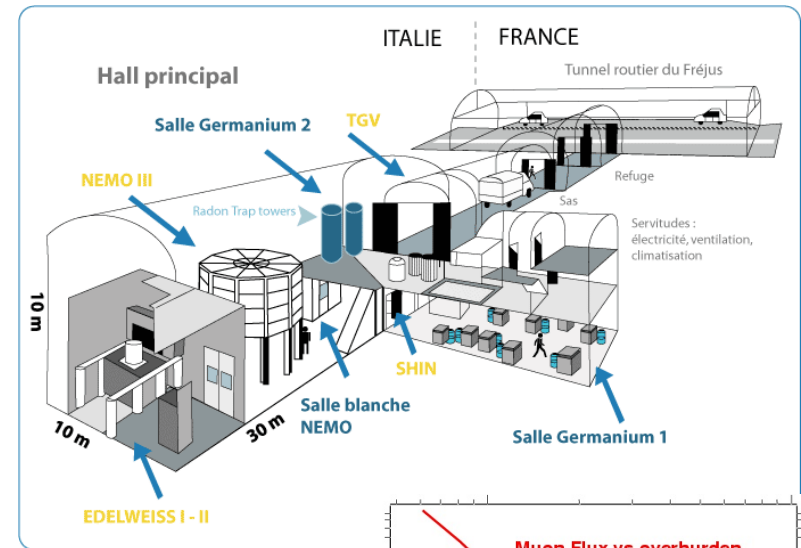 ITALIE
FRANCE
Hall principal
Tunnel routier du Fréjus
Salle Germanium 2
TGV
NEMO III
Radon Trap towers
Refuge
Sas
Servitudes :
électricité, ventilation,
climatisation
10 m
10 m
30 m
SHIN
Salle blanche
NEMO
Salle Germanium 1
EDELWEISS I - II
Muon Flux vs overburden